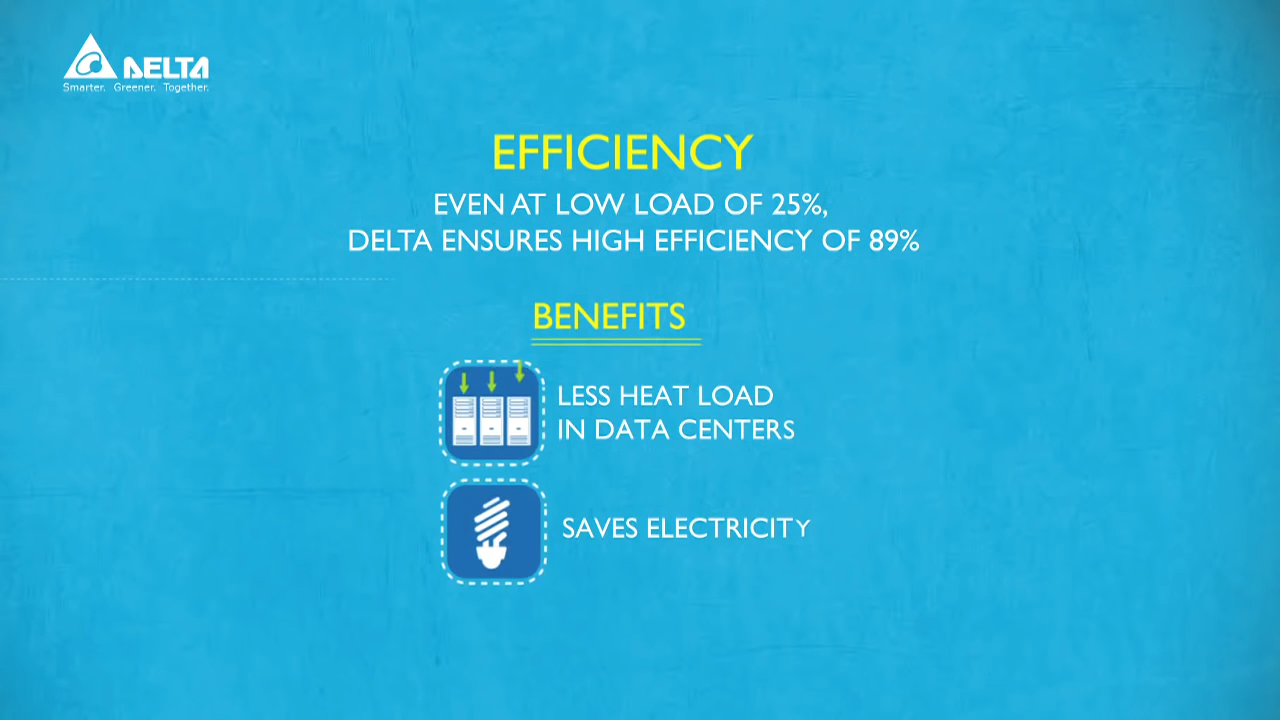 DELTA
Smarter. Greener. Together.
EFFICIENCY
EVEN AT LOW LOAD OF 25%,
DELTA ENSURES HIGH EFFICIENCY OF 89%
BENEFITS
LESS HEAT LOAD
IN DATA CENTERS
SAVES ELECTRICITY